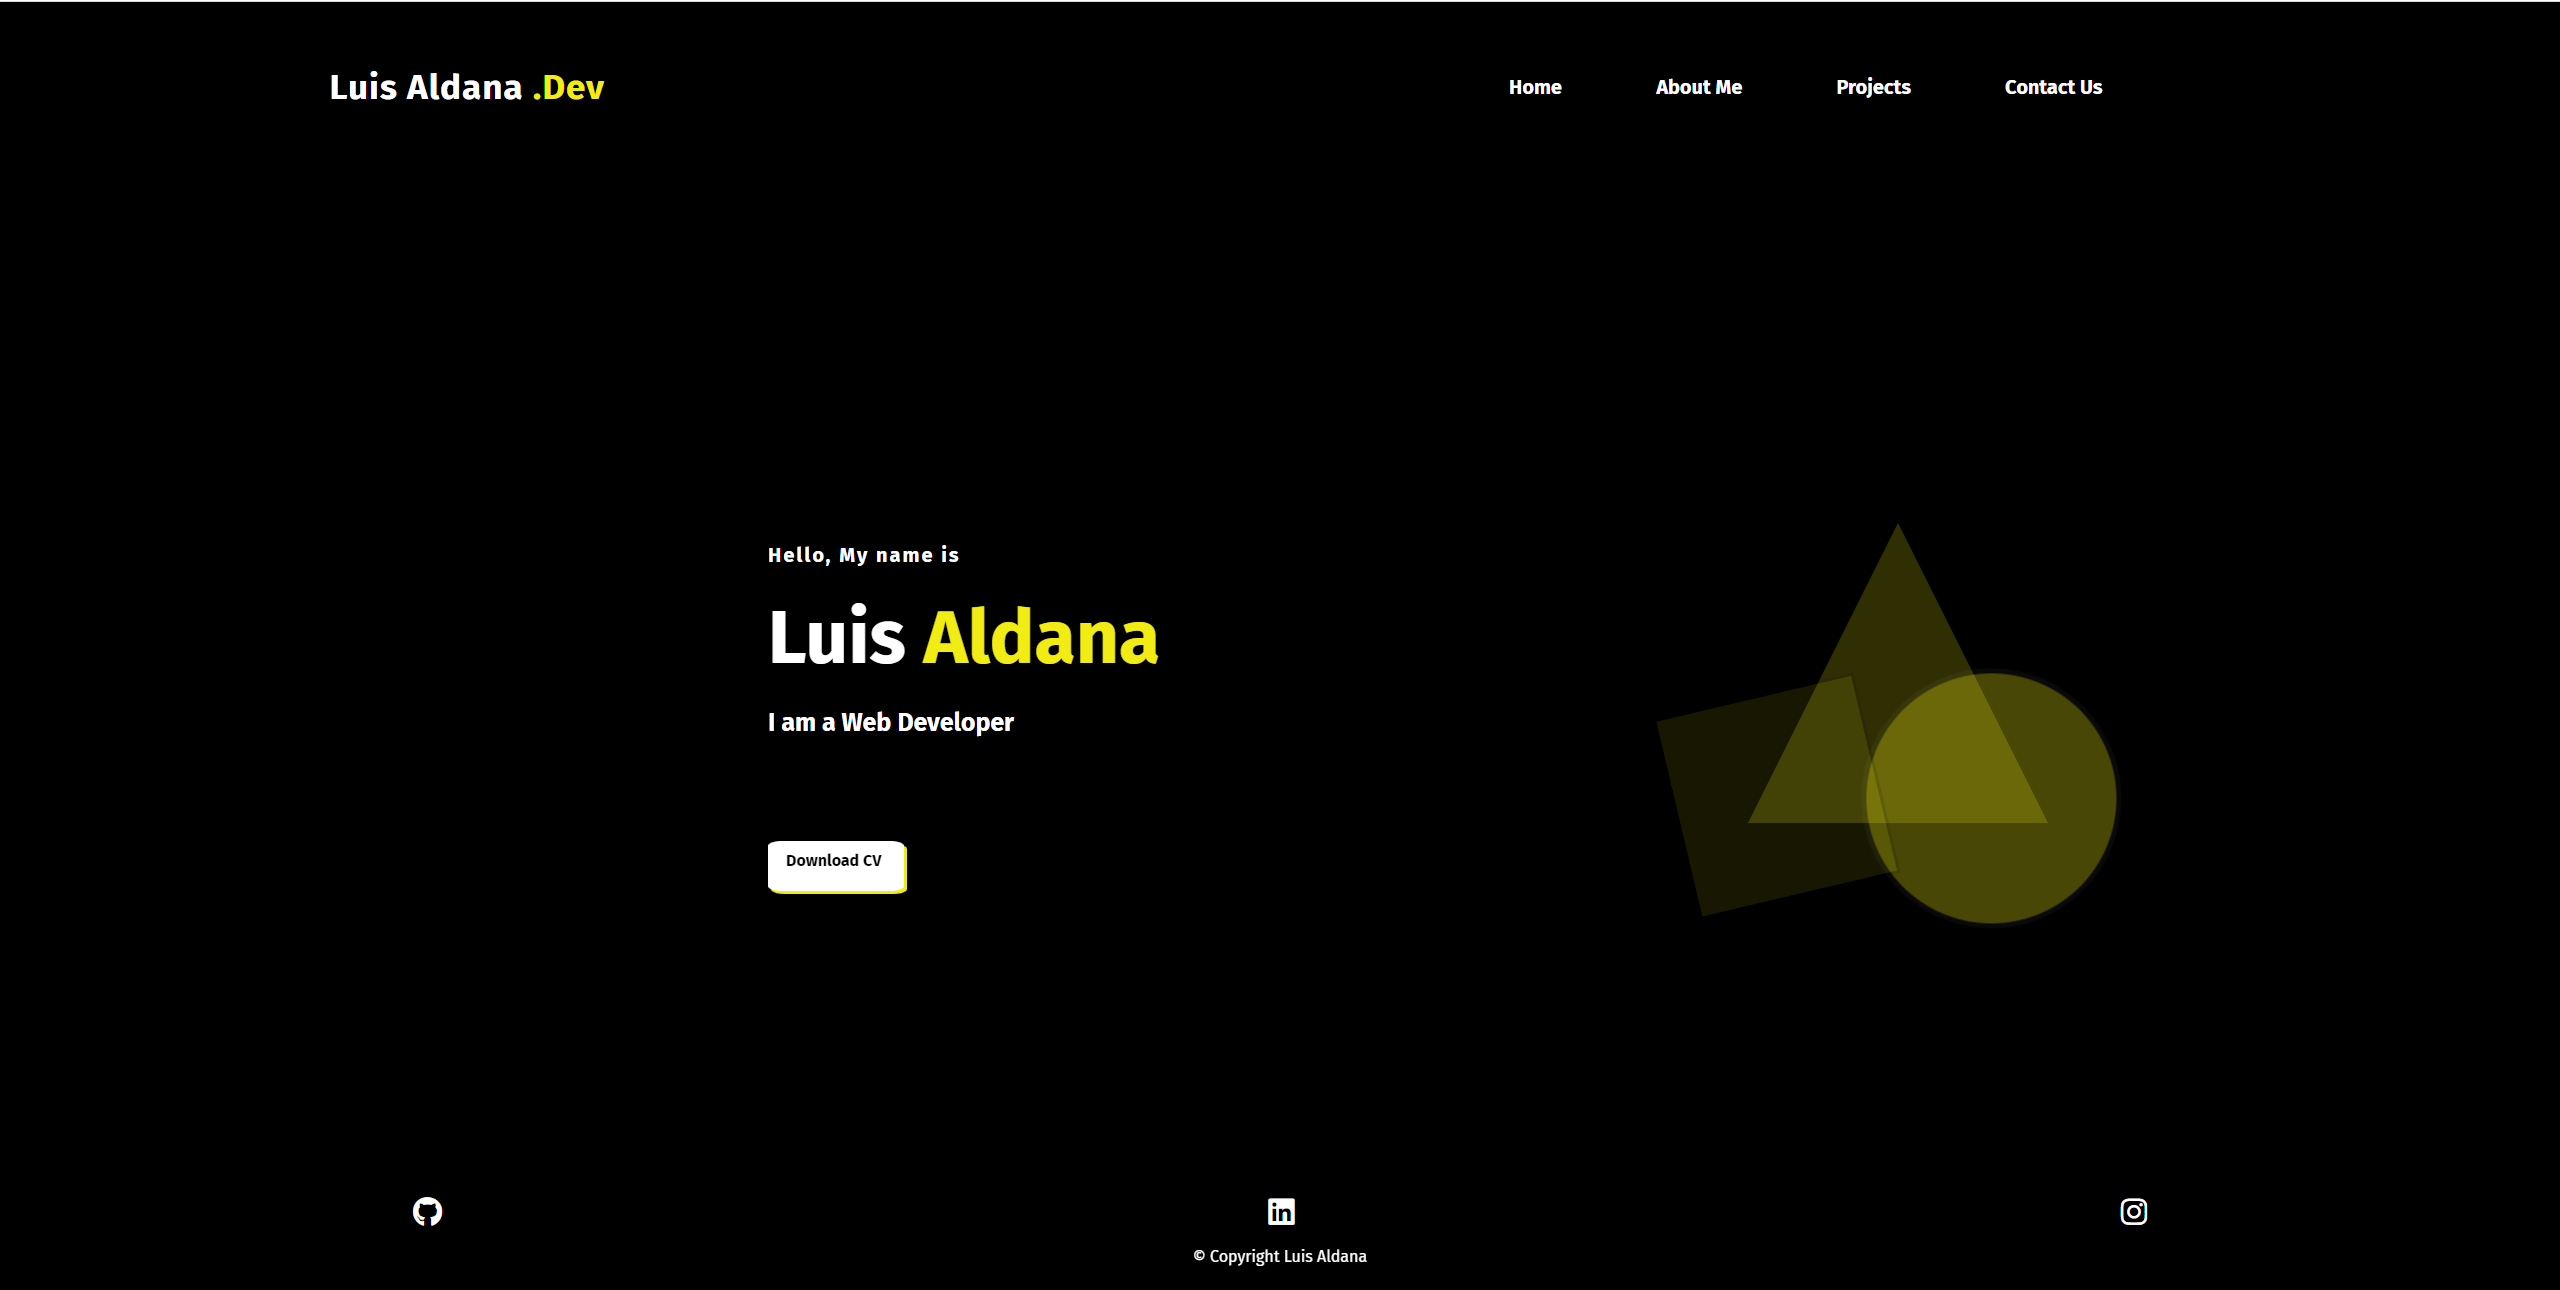 Luis Aldana .Dev
Home About Me Projects Contact Us
Hello, My name is
Luis Aldana
I am a Web Developer
Download CV
© Copyright Luis Aldana